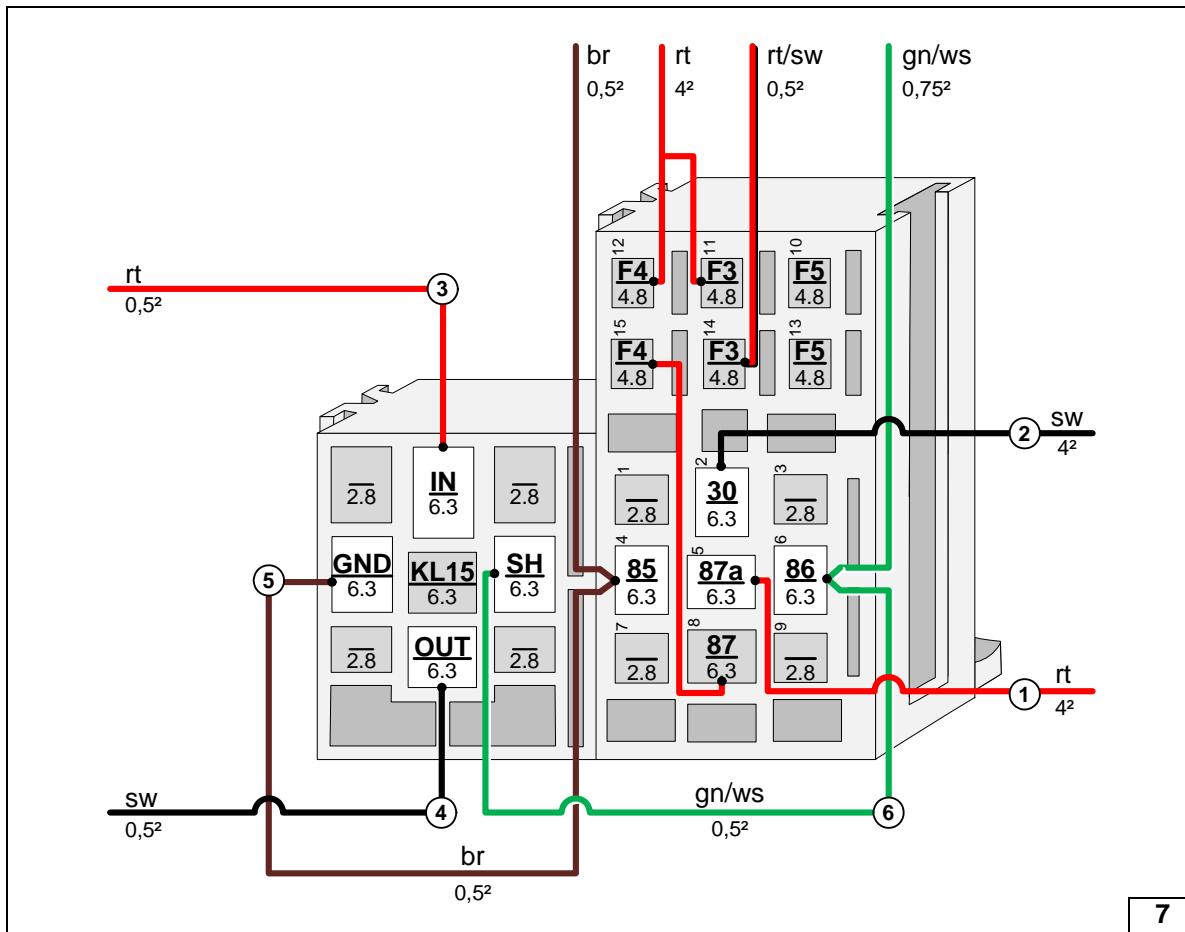 br
0,5²
rt
4²
rt/sw
0,5²
gn/ws
0,75²
12
F4
4.8
11
F3
4.8
10
F5
4.8
15
F4
4.8
14
F3
4.8
13
F5
4.8
rt
0,5²
3
2
sw
4²
2.8
IN
6.3
2.8
1
2.8
2
30
6.3
3
2.8
5
GND
6.3
KL15
6.3
SH
6.3
4
85
6.3
5
87a
6.3
6
86
6.3
2.8
OUT
6.3
2.8
7
2.8
8
87
6.3
9
2.8
1
rt
4²
sw
0,5²
4
gn/ws
0,5²
6
br
0,5²
7